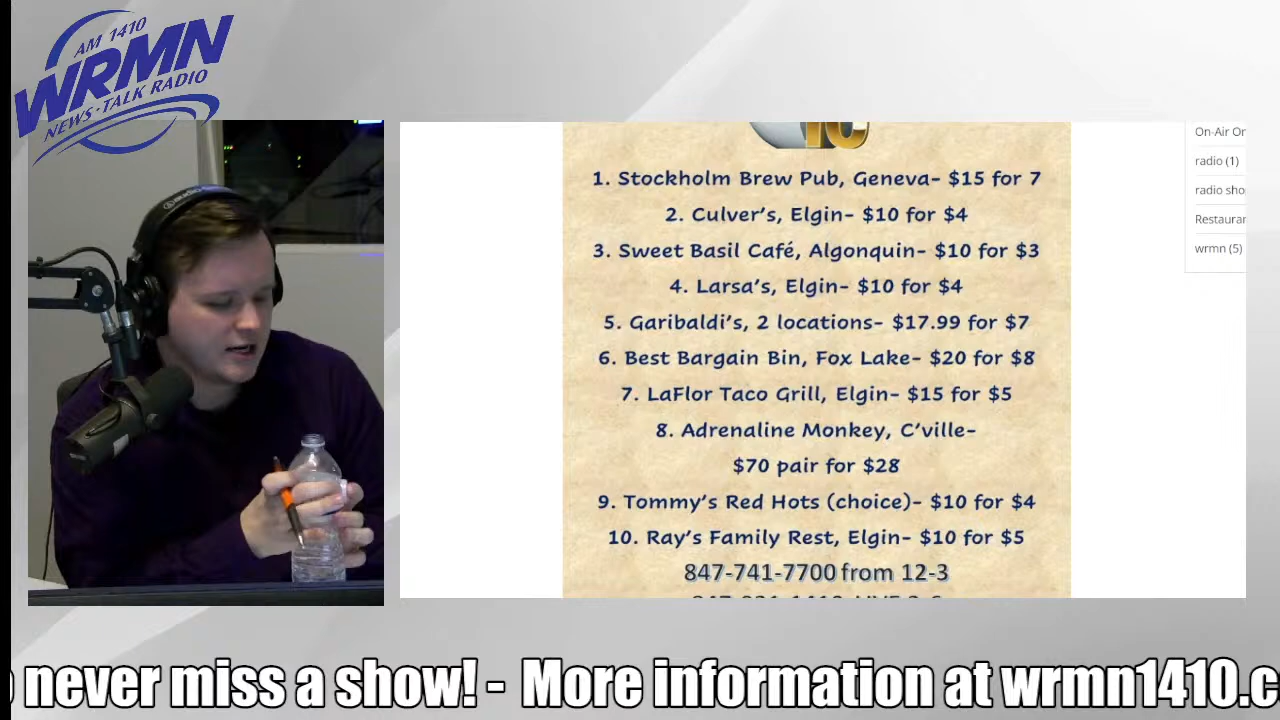 AM 1410
WRMN
NEWS·TALK RADIO
10
1. Stockholm Brew Pub, Geneva- $15 for 7
2. Culver's, Elgin- $10 for $4
3. Sweet Basil Café, Algonquin- $10 for $3
4. Larsa's, Elgin- $10 for $4
5. Garibaldi's, 2 locations- $17.99 for $7
6. Best Bargain Bin, Fox Lake- $20 for $8
7. LaFlor Taco Grill, Elgin- $15 for $5
8. Adrenaline Monkey, C'ville-
$70 pair for $28
9. Tommy's Red Hots (choice)- $10 for $4
10. Ray's Family Rest, Elgin- $10 for $5
847-741-7700 from 12-3
On-Air Or
radio (1)
radio sho
Restaurar
wrmn (5)
never miss a show! - More information at wrmn1410.c